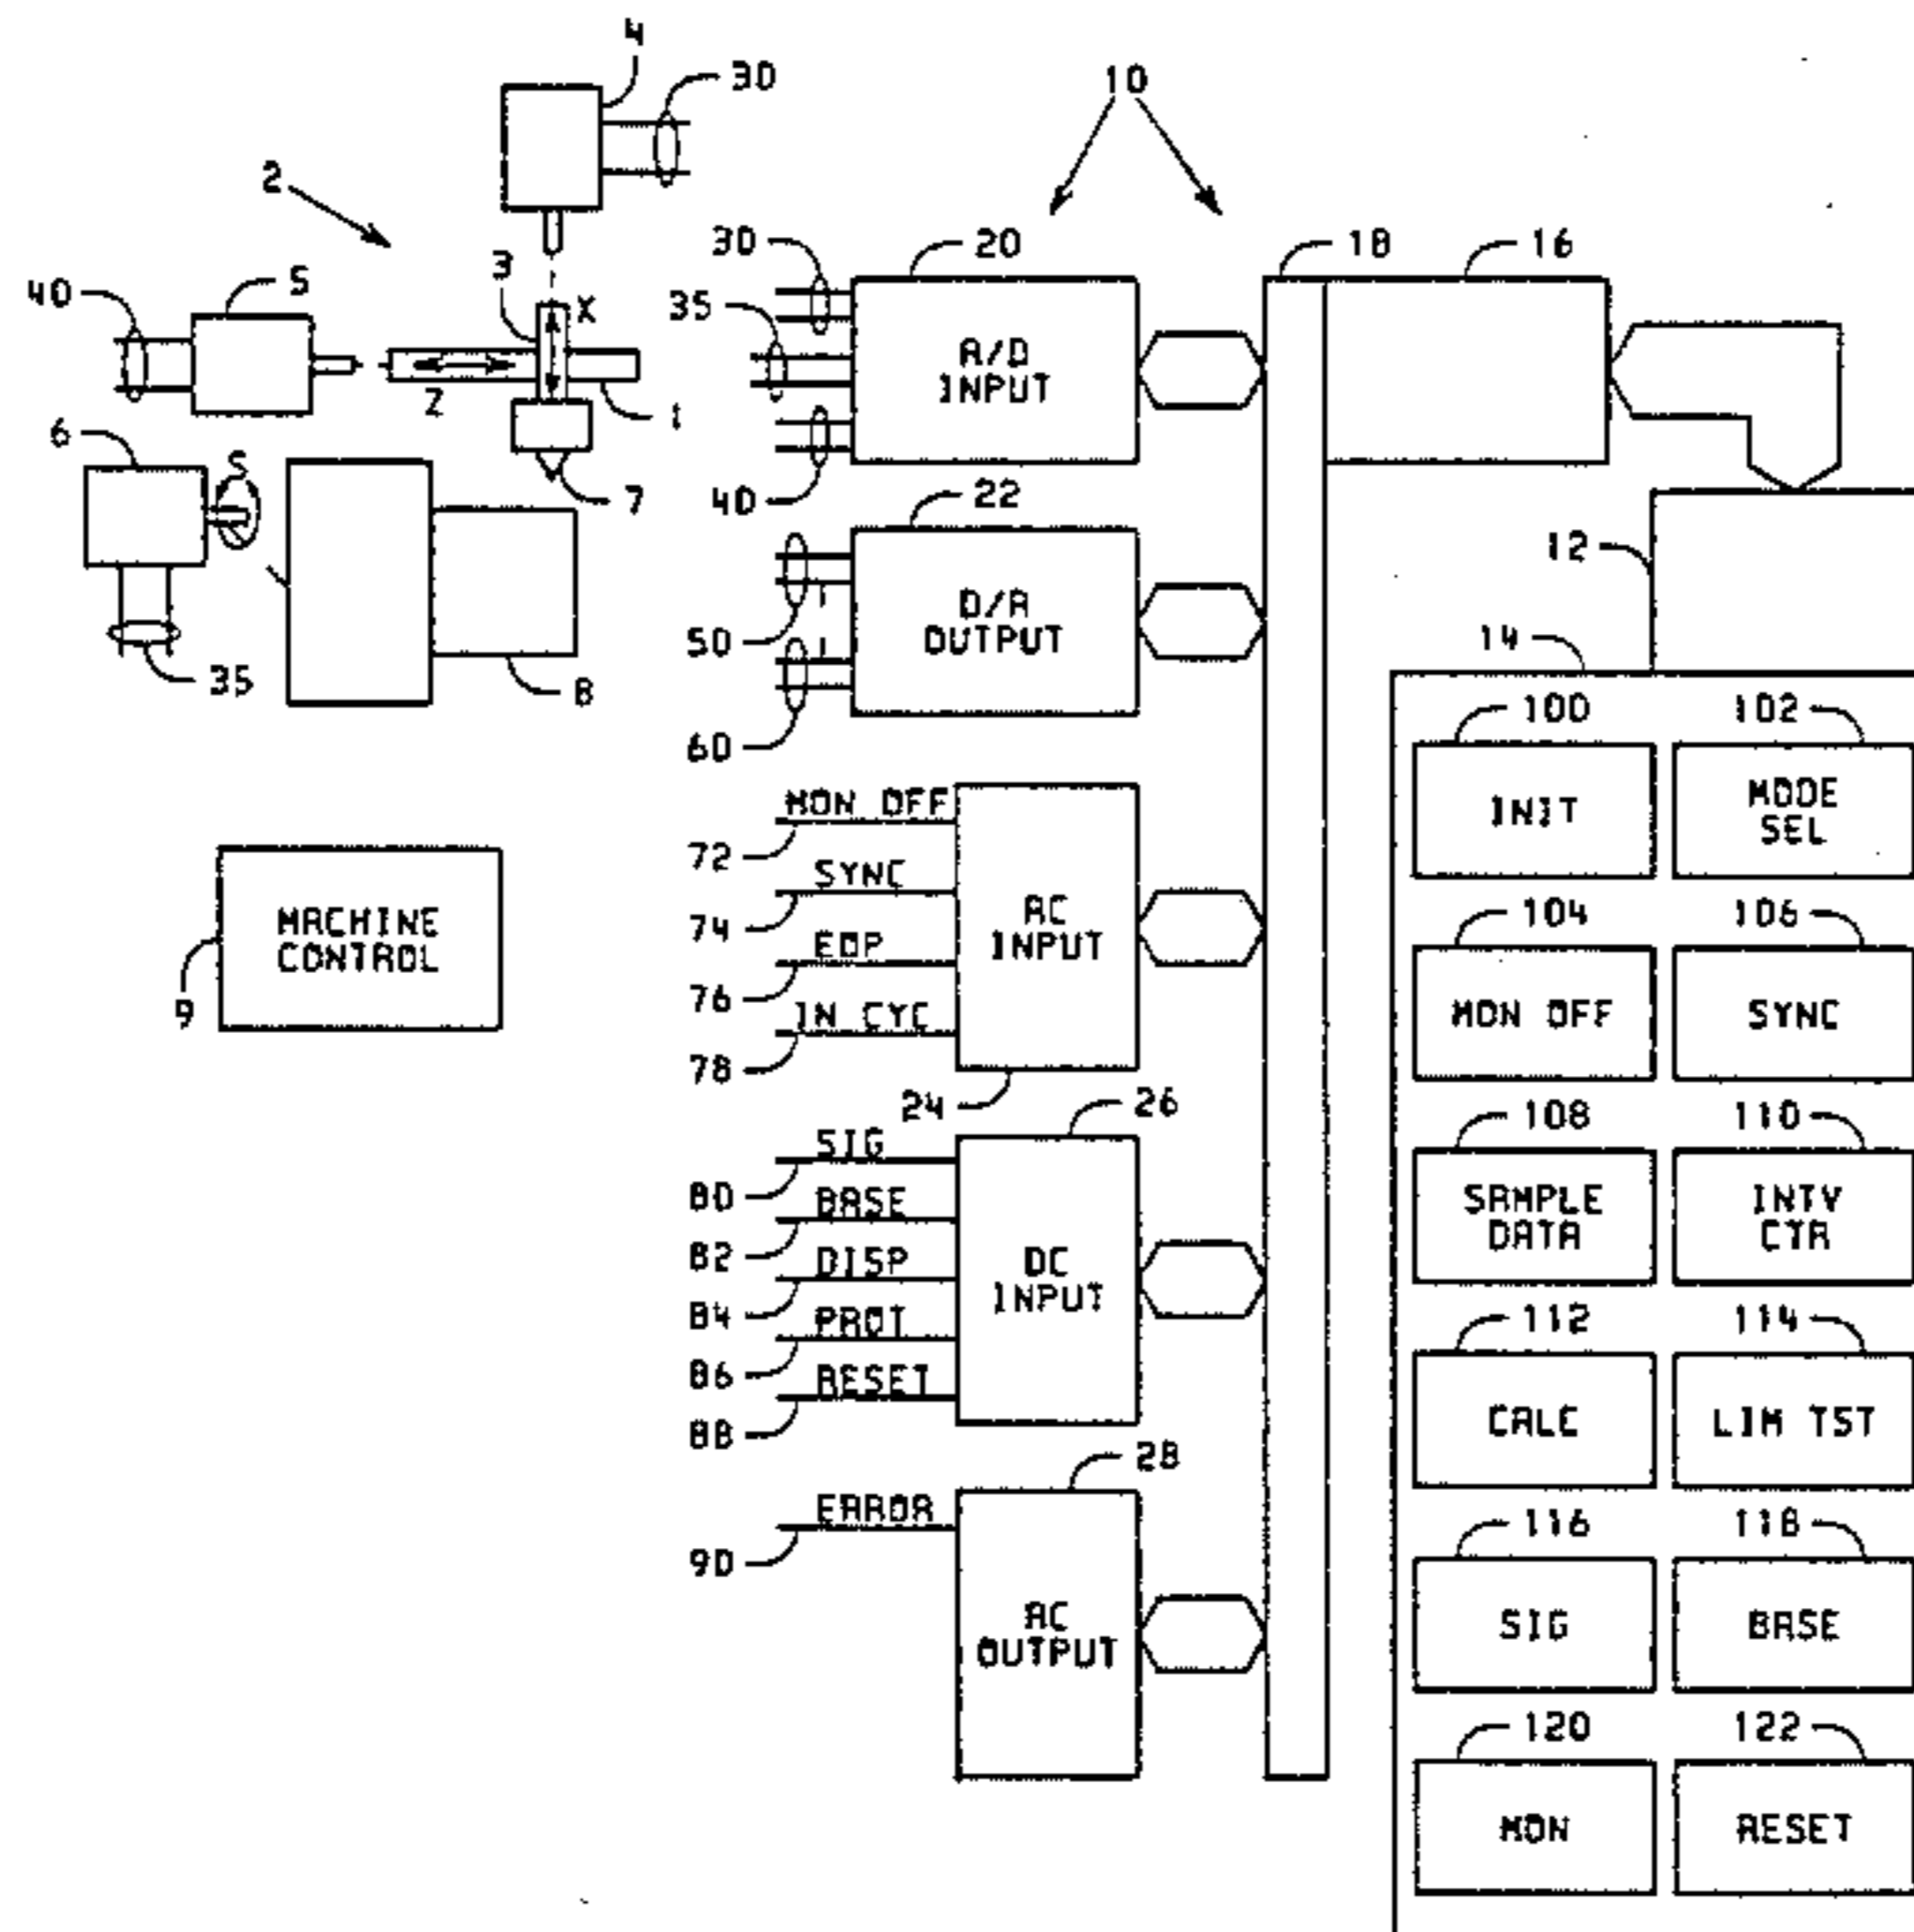 4
30
10
2
3
X
40
5
Z
1
6
S
7
35
8
30
20
18
16
35
A/D
INPUT
40
22
12
50
D/A
OUTPUT
60
14
100
102
INIT
MODE
SEL
MON OFF
72
SYNC
74
EOP
76
IN CYC
78
AC
INPUT
24
MACHINE
CONTROL
9
104
106
MON OFF
SYNC
26
SIG
80
BASE
82
DISP
84
PROT
86
RESET
88
DC
INPUT
108
110
SAMPLE
DATA
INTV
CTR
112
114
CALC
LIM TST
28
ERROR
90
AC
OUTPUT
116
118
SIG
BASE
120
122
MON
RESET